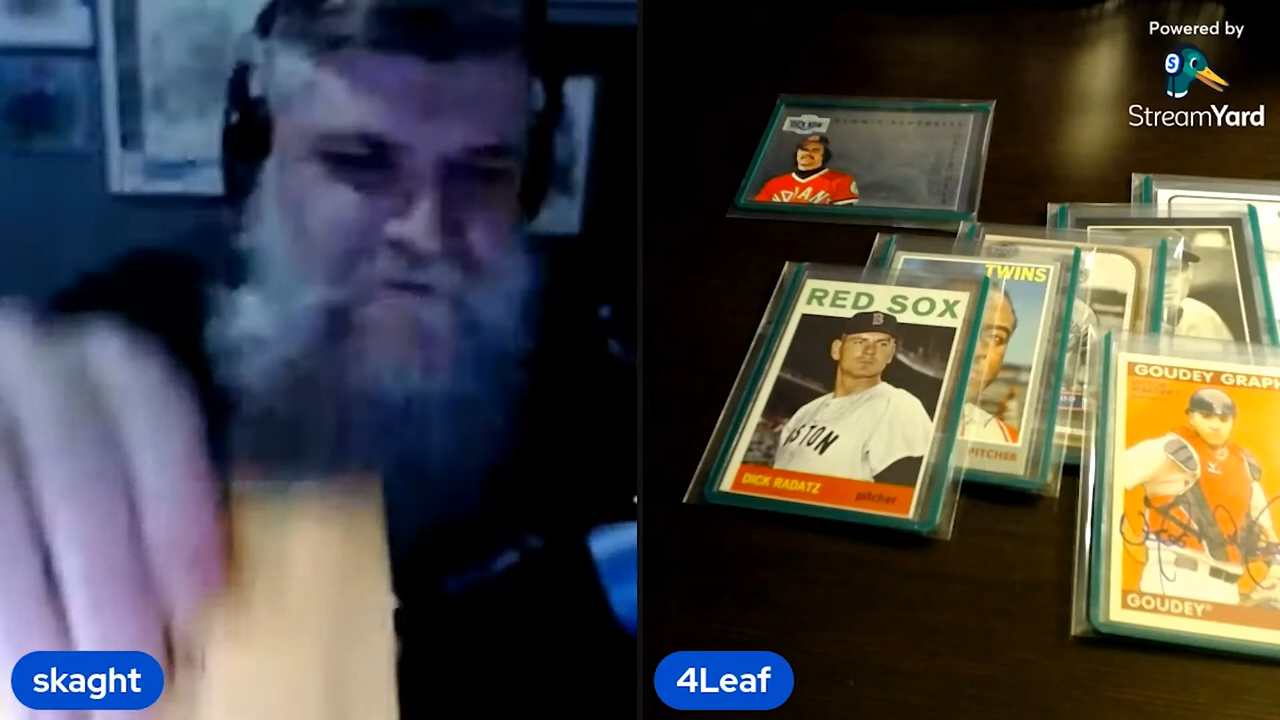 Powered by
StreamYard
INDIANS
TWINS
RED SOX
B
BOSTON
DICK RADATZ
pitcher
PITCHER
GOUDEY GRAPH
GOUDEY
skaght
4Leaf